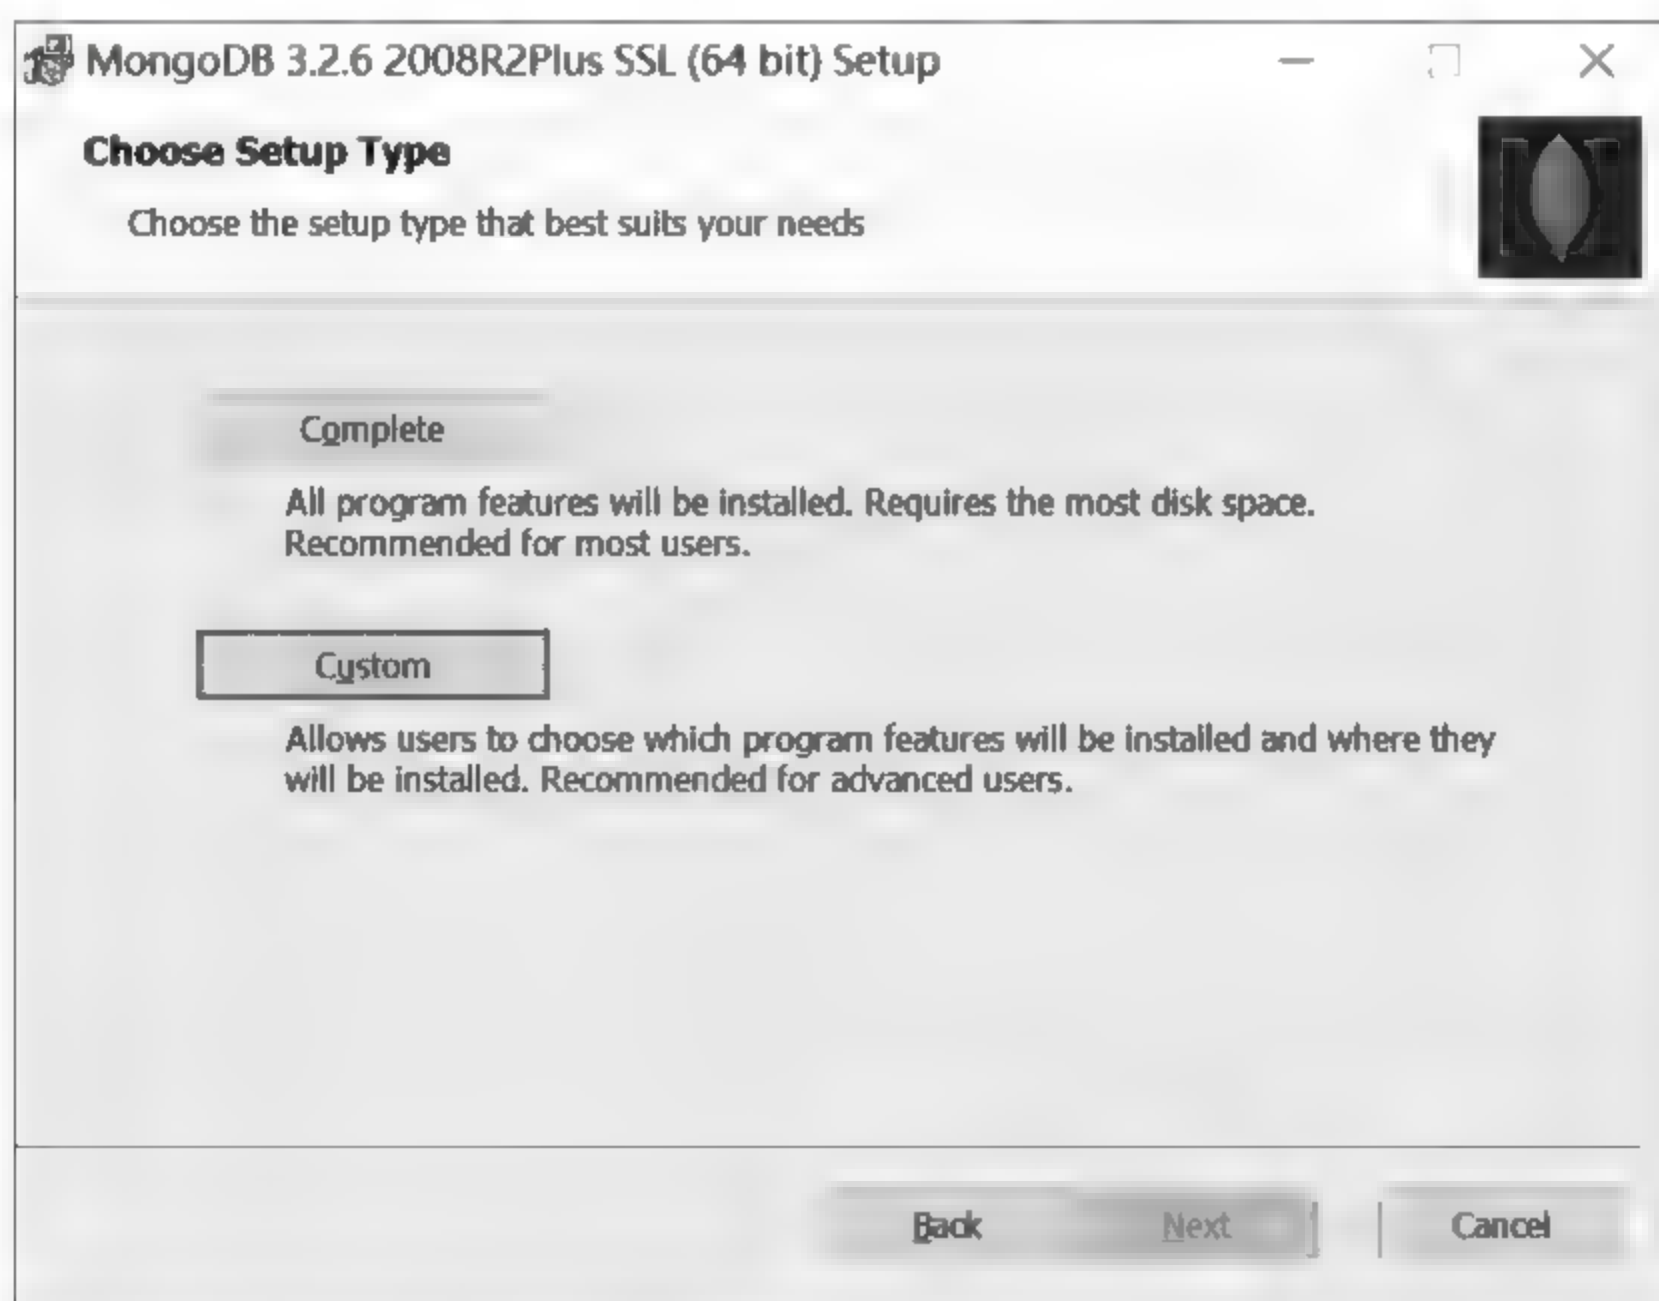 MongoDB 3.2.6 2008R2Plus SSL (64 bit) Setup
Choose Setup Type
Choose the setup type that best suits your needs
Complete
All program features will be installed. Requires the most disk space.
Recommended for most users.
Custom
Allows users to choose which program features will be installed and where they
will be installed. Recommended for advanced users.
Back Next Cancel